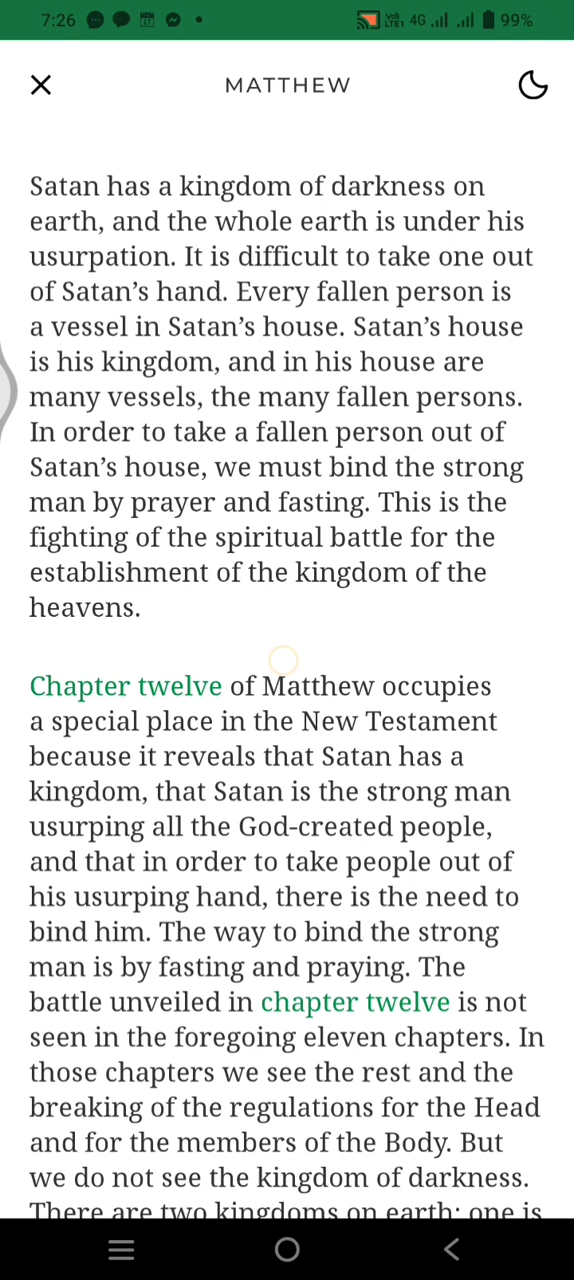 7:26
4G
99%
MATTHEW
Satan has a kingdom of darkness on
earth, and the whole earth is under his
usurpation. It is difficult to take one out
of Satan’s hand. Every fallen person is
a vessel in Satan’s house. Satan’s house
is his kingdom, and in his house are
many vessels, the many fallen persons.
In order to take a fallen person out of
Satan’s house, we must bind the strong
man by prayer and fasting. This is the
fighting of the spiritual battle for the
establishment of the kingdom of the
heavens.
Chapter twelve of Matthew occupies
a special place in the New Testament
because it reveals that Satan has a
kingdom, that Satan is the strong man
usurping all the God-created people,
and that in order to take people out of
his usurping hand, there is the need to
bind him. The way to bind the strong
man is by fasting and praying. The
battle unveiled in chapter twelve is not
seen in the foregoing eleven chapters. In
those chapters we see the rest and the
breaking of the regulations for the Head
and for the members of the Body. But
we do not see the kingdom of darkness.
There are two kingdoms on earth: one is